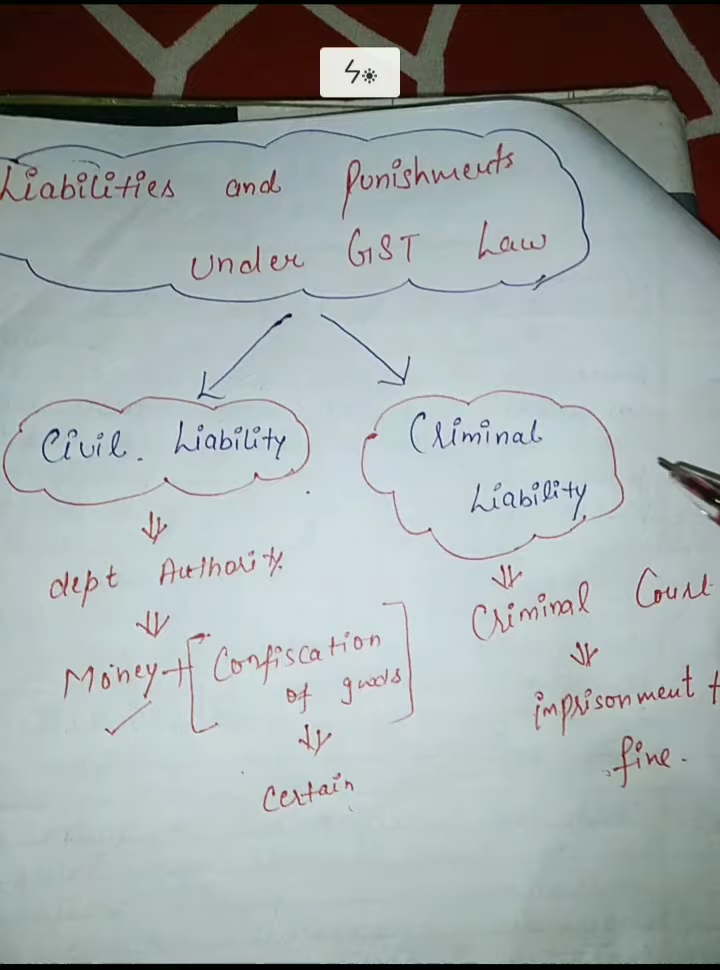 Liabilities and Punishments
under GST Law
Civil. Liability
dept Authority
Money + [Confiscation
of goods]
Certain
Criminal
Liability
Criminal Court
imprisonment +
fine.